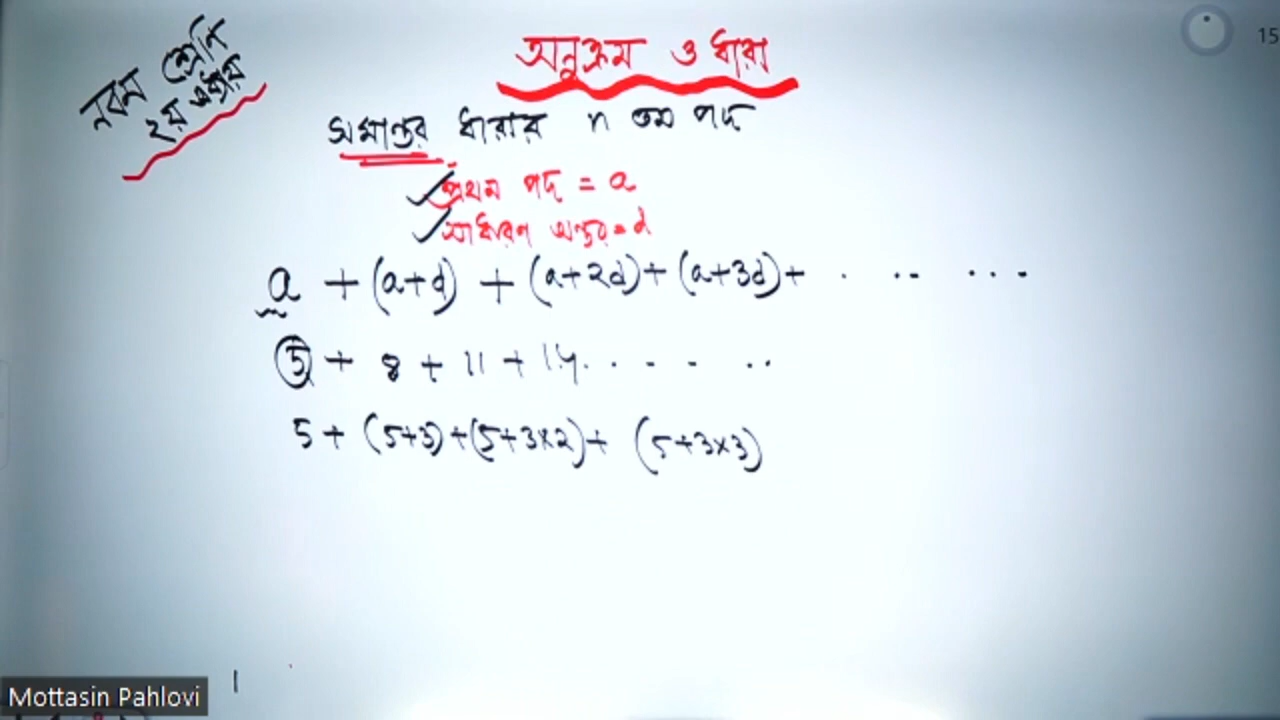 নবম শ্রেণি
২য় অধ্যায়
অনুক্রম ও ধারা
15
সমান্তর ধারার n তম পদ
প্রথম পদ = a
সাধারণ অন্তর = d
a + (a+d) + (a+2d) + (a+3d) + . .. ...
5 + 8 + 11 + 14. . - - ..
5 + (5+3) + (5+3×2) + (5+3×3)
Mottasin Pahlovi